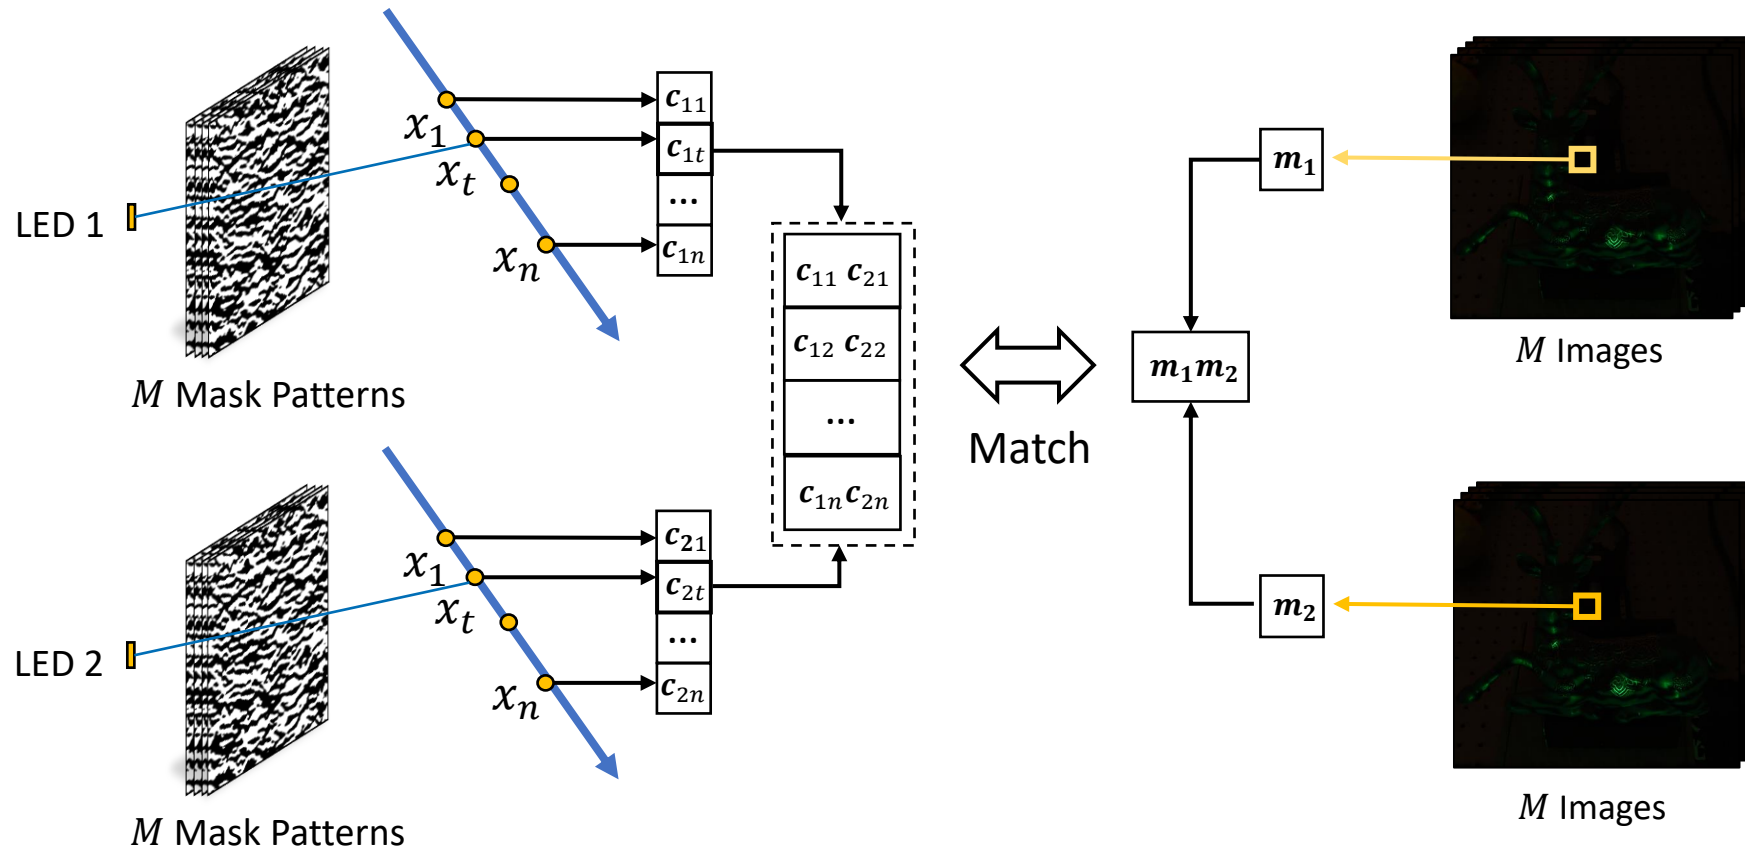 LED 1
M Mask Patterns
x₁
xₜ
xₙ
c₁₁
c₁ₜ
...
c₁ₙ
LED 2
M Mask Patterns
x₁
xₜ
xₙ
c₂₁
c₂ₜ
...
c₂ₙ
c₁₁ c₂₁
c₁₂ c₂₂
...
c₁ₙc₂ₙ
Match
m₁m₂
m₁
M Images
m₂
M Images